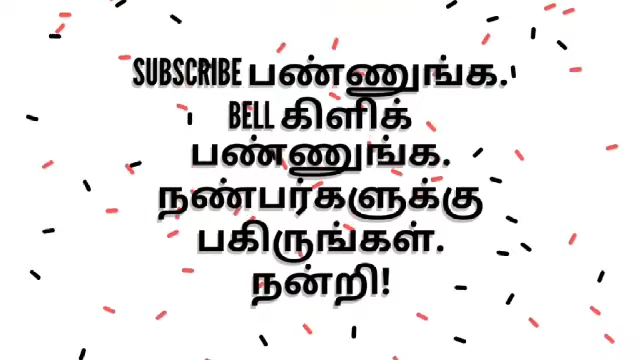 SUBSCRIBE பண்ணுங்க.
BELL கிளிக்
பண்ணுங்க.
நண்பர்களுக்கு
பகிருங்கள்.
நன்றி!